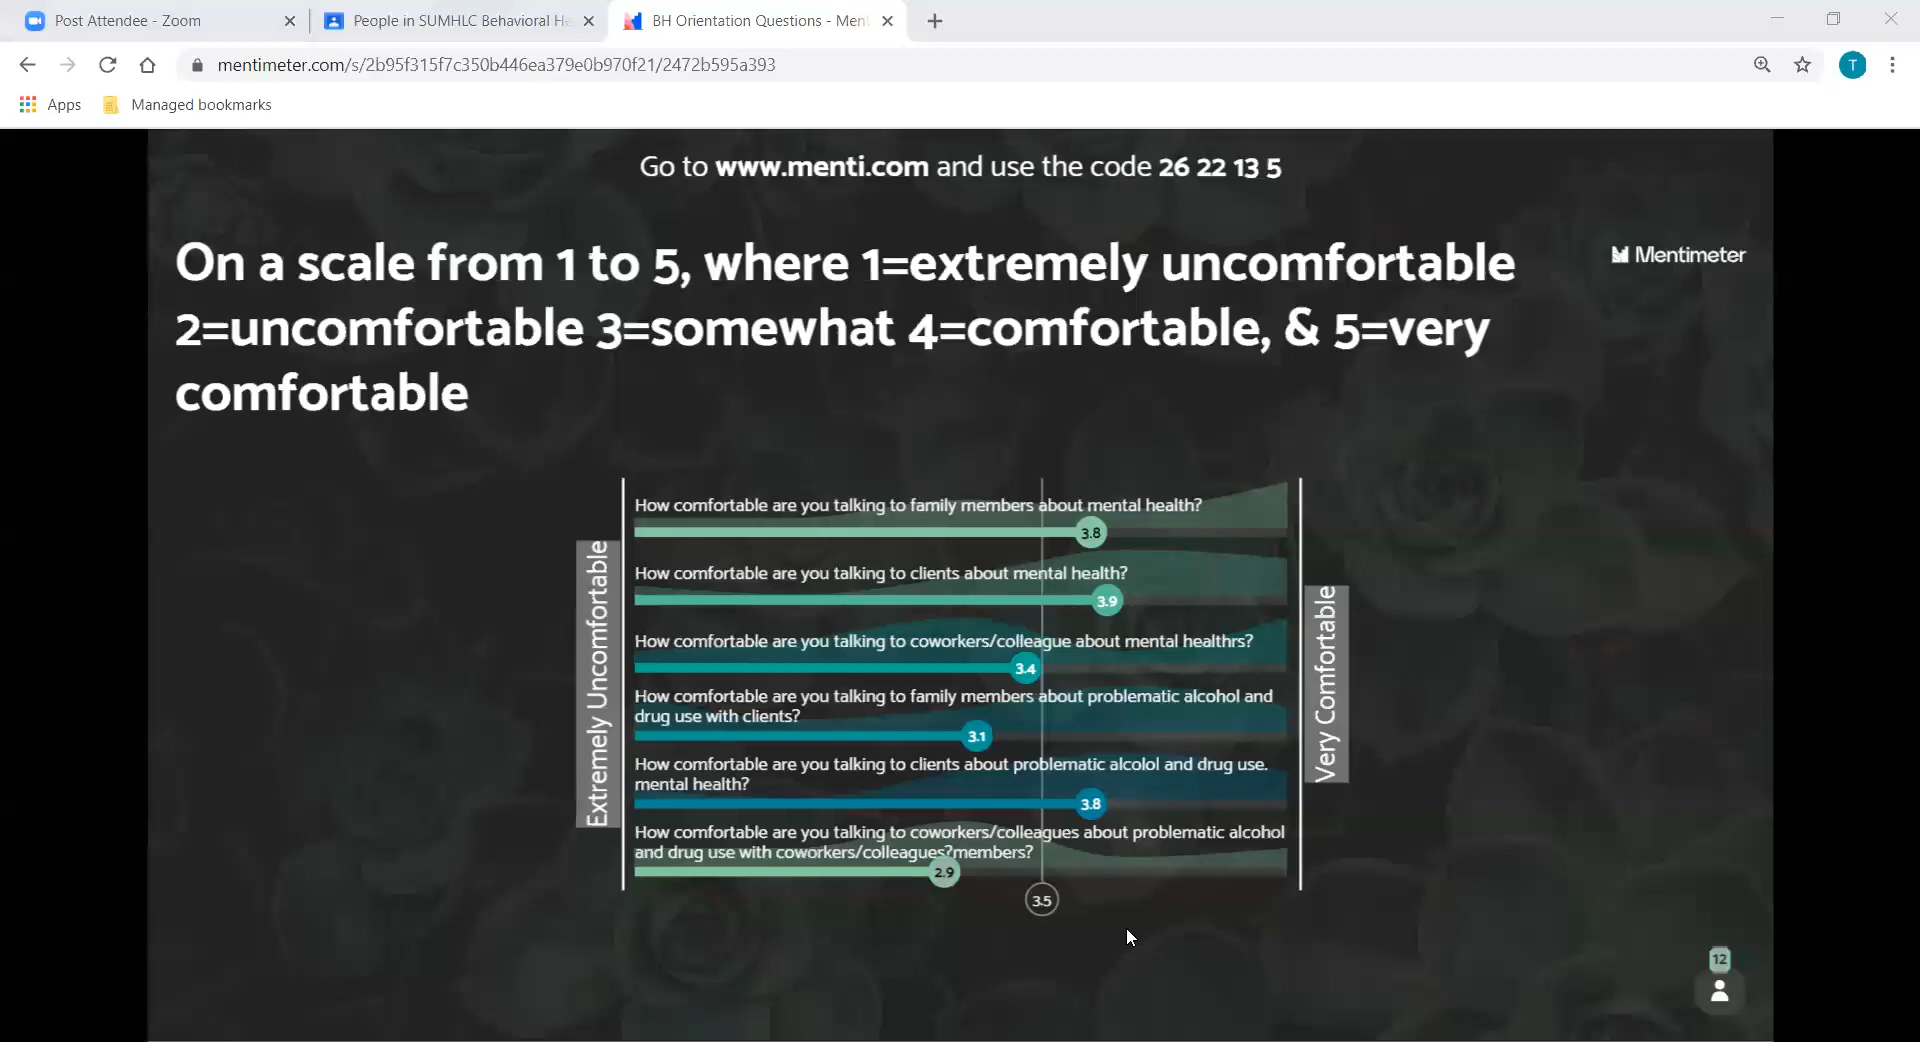 Post Attendee - Zoom
People in SUMHLC Behavioral He
BH Orientation Questions - Ment
mentimeter.com/s/2b95f315f7c350b446ea379e0b970f21/2472b595a393
T
Apps
Managed bookmarks
Go to www.menti.com and use the code 26 22 13 5
On a scale from 1 to 5, where 1=extremely uncomfortable
2=uncomfortable 3=somewhat 4=comfortable, & 5=very
comfortable
Mentimeter
Extremely Uncomfortable
How comfortable are you talking to family members about mental health?
3.8
How comfortable are you talking to clients about mental health?
3.9
How comfortable are you talking to coworkers/colleague about mental healthrs?
3.4
How comfortable are you talking to family members about problematic alcohol and
drug use with clients?
3.1
How comfortable are you talking to clients about problematic alcolol and drug use.
mental health?
3.8
How comfortable are you talking to coworkers/colleagues about problematic alcohol
and drug use with coworkers/colleagues?members?
2.9
3.5
Very Comfortable
12